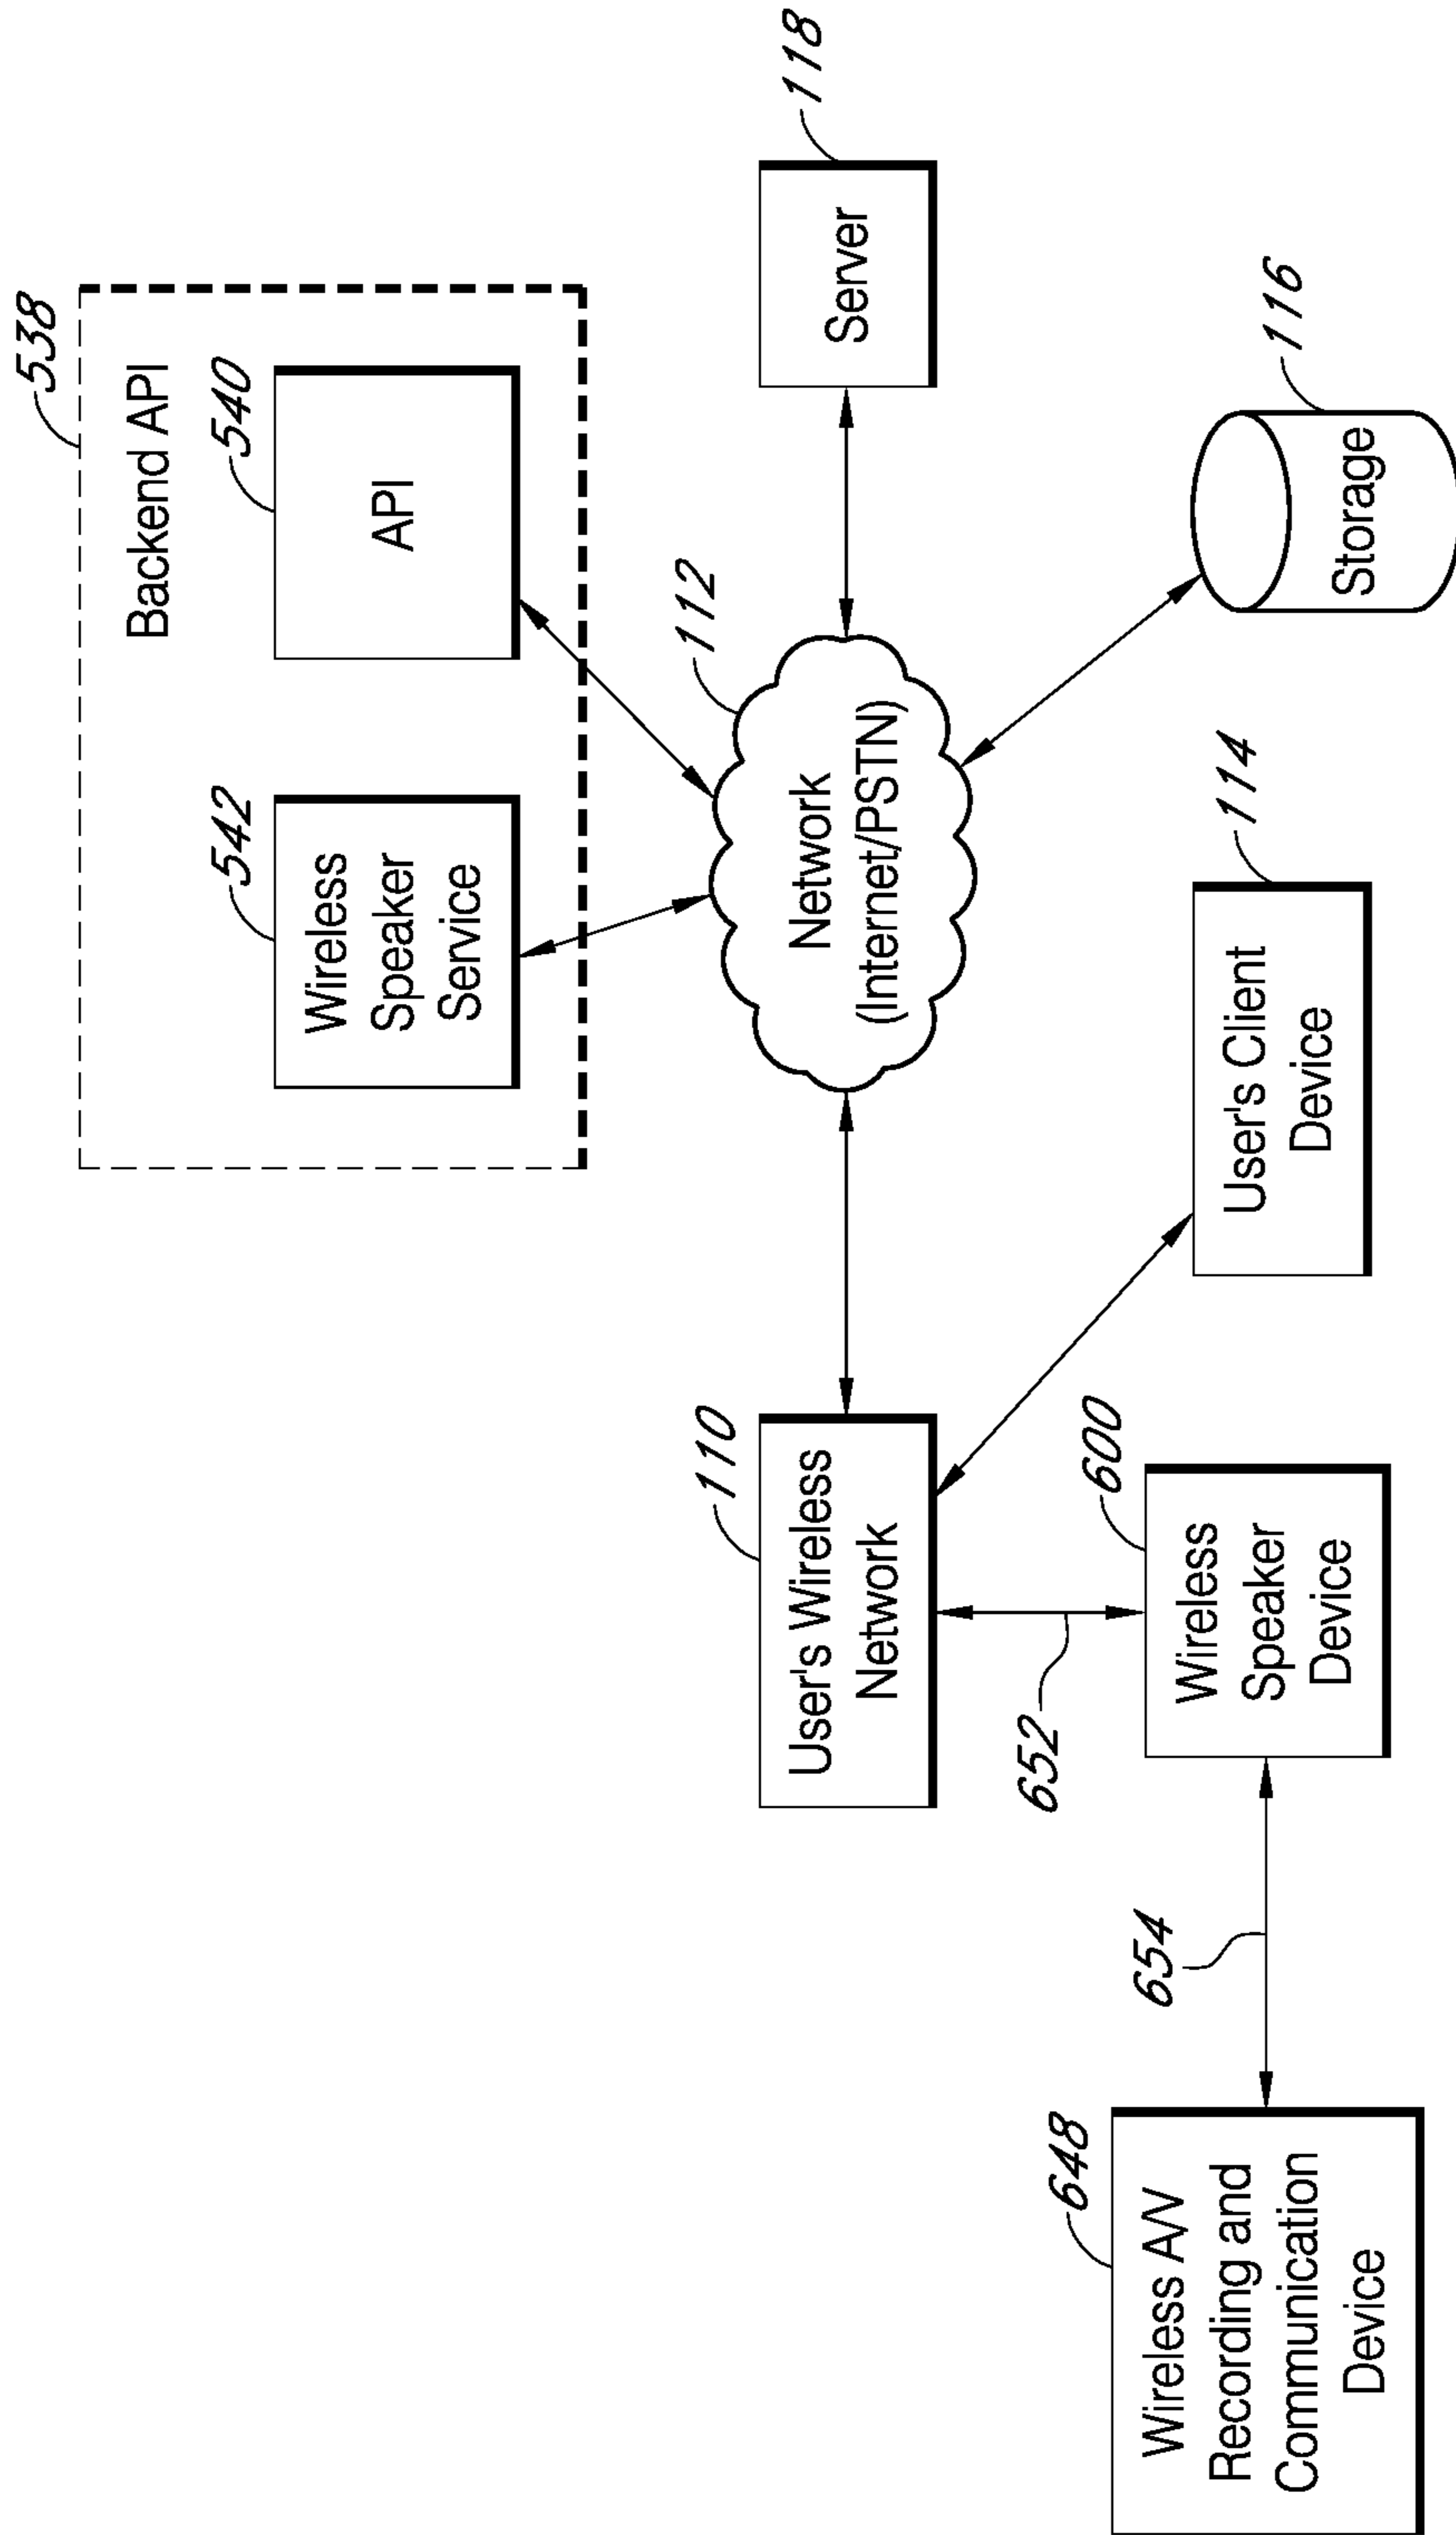 538
Backend API
542
Wireless
Speaker
Service
540
API
112
Network
(Internet/PSTN)
118
Server
110
User's Wireless
Network
652
648
Wireless A/V
Recording and
Communication
Device
654
600
Wireless
Speaker
Device
114
User's Client
Device
116
Storage